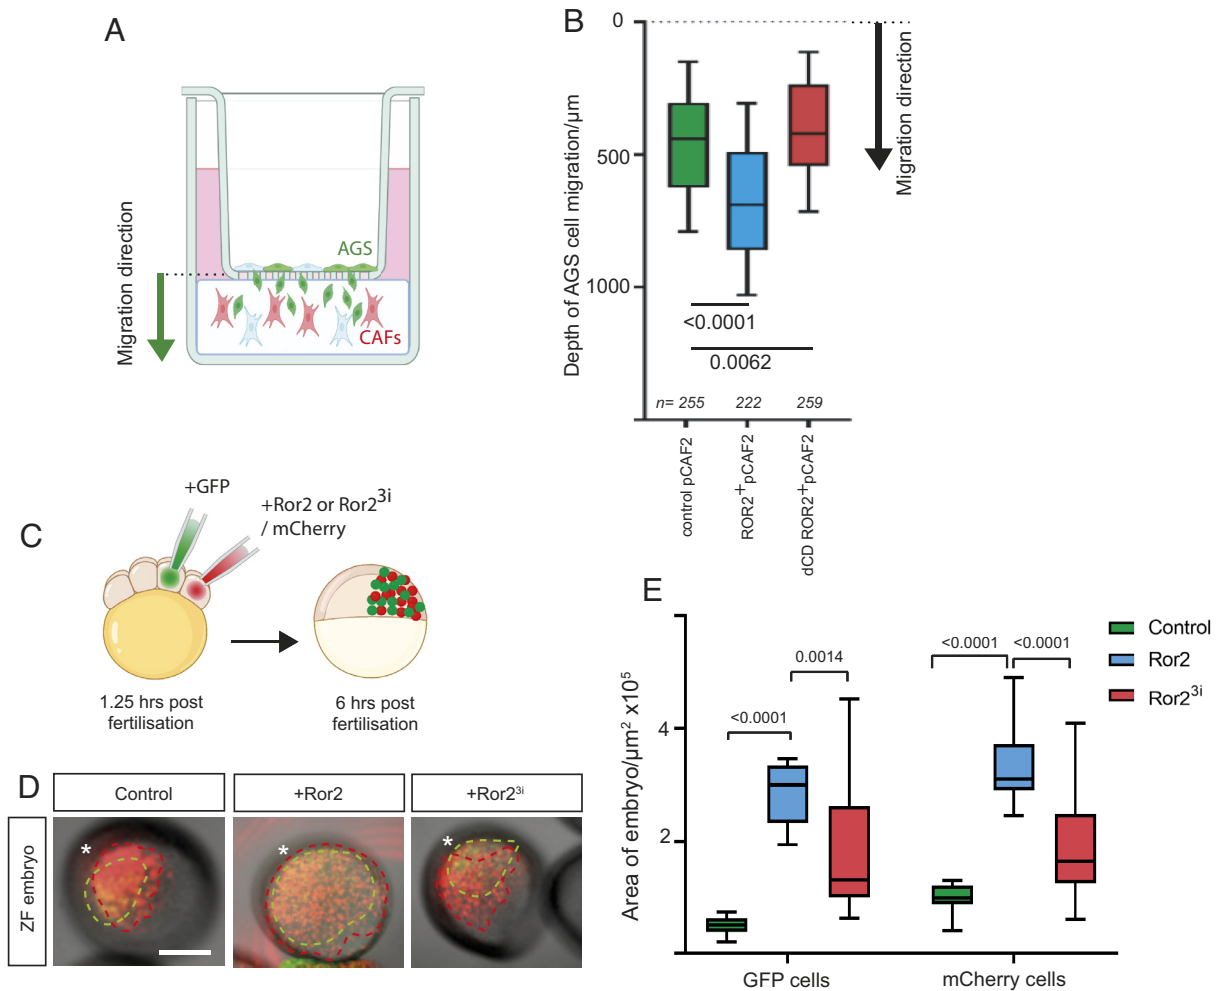 A
AGS
CAFs
Migration direction
B
0
500
1000
Depth of AGS cell migration/µm
Migration direction
<0.0001
0.0062
n= 255 222 259
control pCAF2
ROR2+pCAF2
dCD ROR2+pCAF2
C
+GFP
+Ror2 or Ror2³ⁱ
/ mCherry
1.25 hrs post
fertilisation
6 hrs post
fertilisation
D
Control
+Ror2
+Ror2³ⁱ
ZF embryo
*
*
*
E
Area of embryo/µm² x10⁵
4
2
<0.0001
0.0014
<0.0001
<0.0001
GFP cells
mCherry cells
Control
Ror2
Ror2³ⁱ